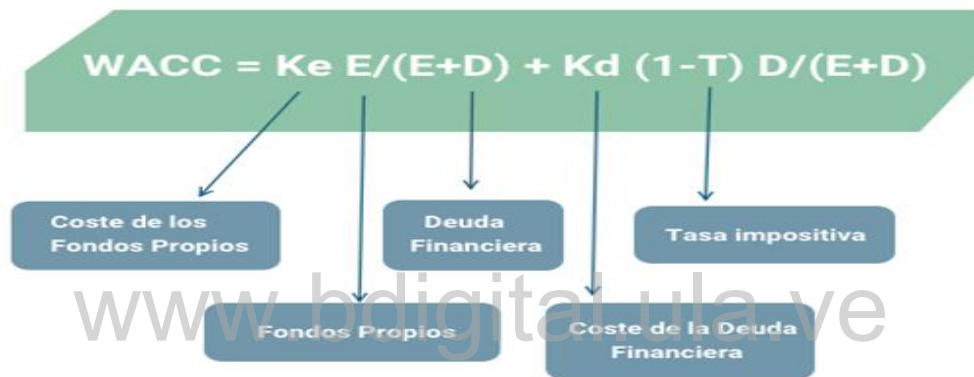 WACC = Ke E/(E+D) + Kd (1-T) D/(E+D)
Coste de los
Fondos Propios
Deuda
Financiera
Tasa impositiva
www.bdigital.ula.ve
Fondos Propios
Coste de la Deuda
Financiera